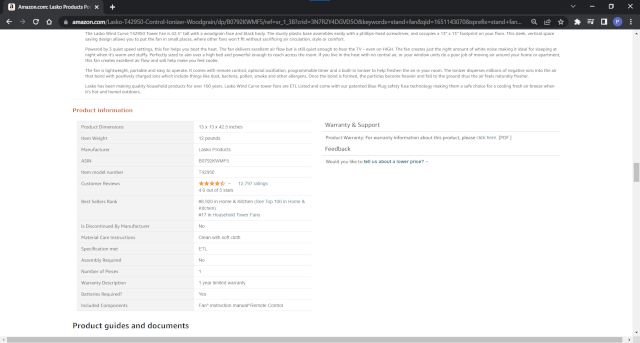 Amazon.com: Lasko Products Po
amazon.com/Lasko-T42950-Control-Ionizer-Woodgrain/dp/B0792KWMFS/
The Lasko Wind Curve T42950 Tower Fan is 42.5" tall with a woodgrain front and black body. The sturdy plastic base assembles easily with a phillips-head screwdriver, and occupies a 13" x 13" footprint on your floor. This sleek, vertical space
saving design allows you to put the fan in small places, where other fans won't fit without sacrificing air circulation, style or comfort.
Powered by 3 quiet speed settings, this fan helps you beat the heat. The fan delivers excellent air flow but is still quiet enough to hear the TV - even on HIGH. The fan creates just the right amount of white noise making it ideal for sleeping at
night when it's warm and stuffy. Perfectly sized to aim over a high bed and powerful enough to reach across the room. If you live in the heat with no central air, or your window units do a poor job of moving air around your home or apartment,
this fan creates excellent air flow and will help make you feel cooler.
The fan is lightweight, portable and easy to operate. It comes with remote control, optional oscillation, programmable timer and a built-in ionizer to help freshen the air in your room. The ionizer disperses millions of negative ions into the air
that bond with positively charged ions which include things like dust, bacteria, pollen, smoke and other allergens. Once the bond is formed, the particles become heavier and fall to the ground thus the air feels naturally fresher.
Lasko has been making quality household products for over 100 years. Lasko Wind Curve tower fans are ETL Listed and come with our patented Blue Plug safety fuse technology making them a safe choice for a cooling fresh air breeze when
it's hot and humid outdoors.
Product information
Product Dimensions 13 x 13 x 42.5 inches
Item Weight 12 pounds
Manufacturer Lasko Products
ASIN B0792KWMFS
Item model number T42950
Customer Reviews 12,797 ratings
4.6 out of 5 stars
Best Sellers Rank in Home & Kitchen (See Top 100 in Home &
Kitchen)
#17 in Household Tower Fans
Is Discontinued By Manufacturer No
Material Care Instructions Clean with soft cloth
Specification met ETL
Assembly Required No
Number of Pieces 1
Warranty Description 1 year limited warranty.
Batteries Required? Yes
Included Components Fan* Instruction manual*Remote Control
Warranty & Support
Product Warranty: For warranty information about this product, please click here. [PDF ]
Feedback
Would you like to tell us about a lower price?
Product guides and documents